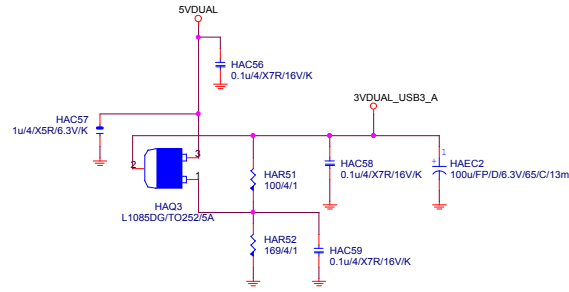 5VDUAL
HAC56
0.1u/4/X7R/16V/K
3VDUAL_USB3_A
HAC57
1u/4/X5R/6.3V/K
3
2
1
HAQ3
L1085DG/TO252/5A
HAR51
100/4/1
HAC58
0.1u/4/X7R/16V/K
1
+
HAEC2
100u/FP/D/6.3V/65/C/13m
HAR52
169/4/1
HAC59
0.1u/4/X7R/16V/K